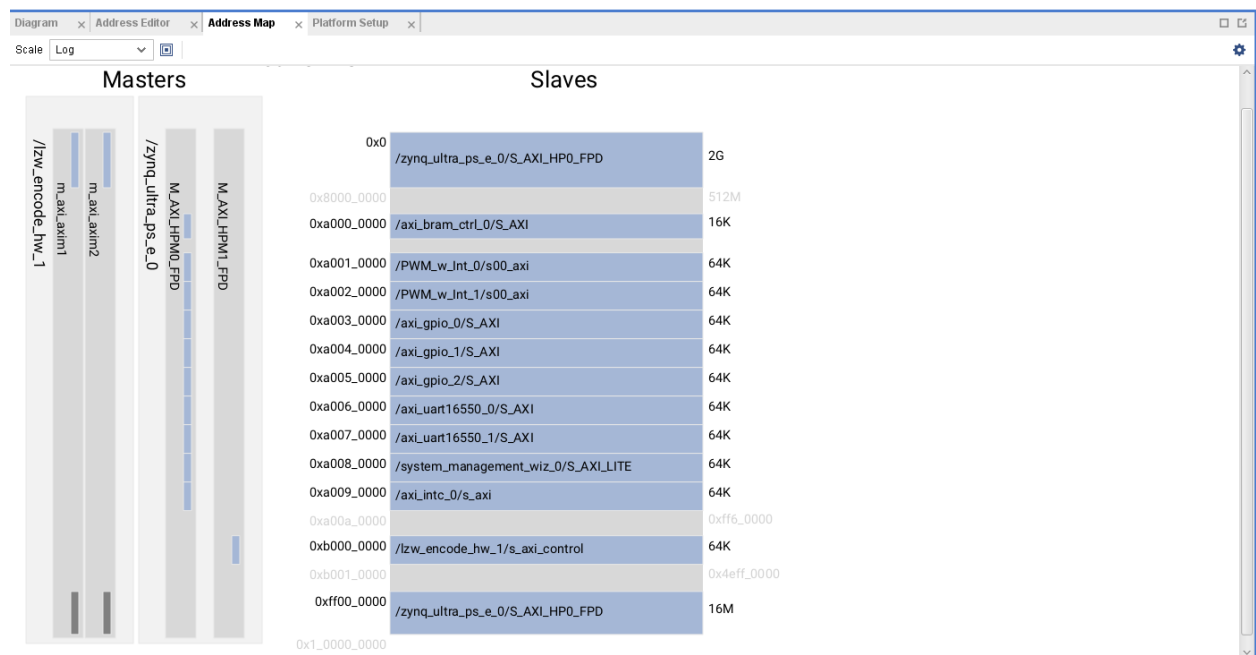 Diagram Address Editor Address Map Platform Setup
Scale Log
Masters Slaves
/lzw_encode_hw_1
m_axi_axim1
m_axi_axim2
/zynq_ultra_ps_e_0
M_AXI_HPM0_FPD
M_AXI_HPM1_FPD
0x0 /zynq_ultra_ps_e_0/S_AXI_HP0_FPD 2G
0x8000_0000 512M
0xa000_0000 /axi_bram_ctrl_0/S_AXI 16K
0xa001_0000 /PWM_w_Int_0/s00_axi 64K
0xa002_0000 /PWM_w_Int_1/s00_axi 64K
0xa003_0000 /axi_gpio_0/S_AXI 64K
0xa004_0000 /axi_gpio_1/S_AXI 64K
0xa005_0000 /axi_gpio_2/S_AXI 64K
0xa006_0000 /axi_uart16550_0/S_AXI 64K
0xa007_0000 /axi_uart16550_1/S_AXI 64K
0xa008_0000 /system_management_wiz_0/S_AXI_LITE 64K
0xa009_0000 /axi_intc_0/s_axi 64K
0xa00a_0000 0xff6_0000
0xb000_0000 /lzw_encode_hw_1/s_axi_control 64K
0xb001_0000 0x4eff_0000
0xff00_0000 /zynq_ultra_ps_e_0/S_AXI_HP0_FPD 16M
0x1_0000_0000